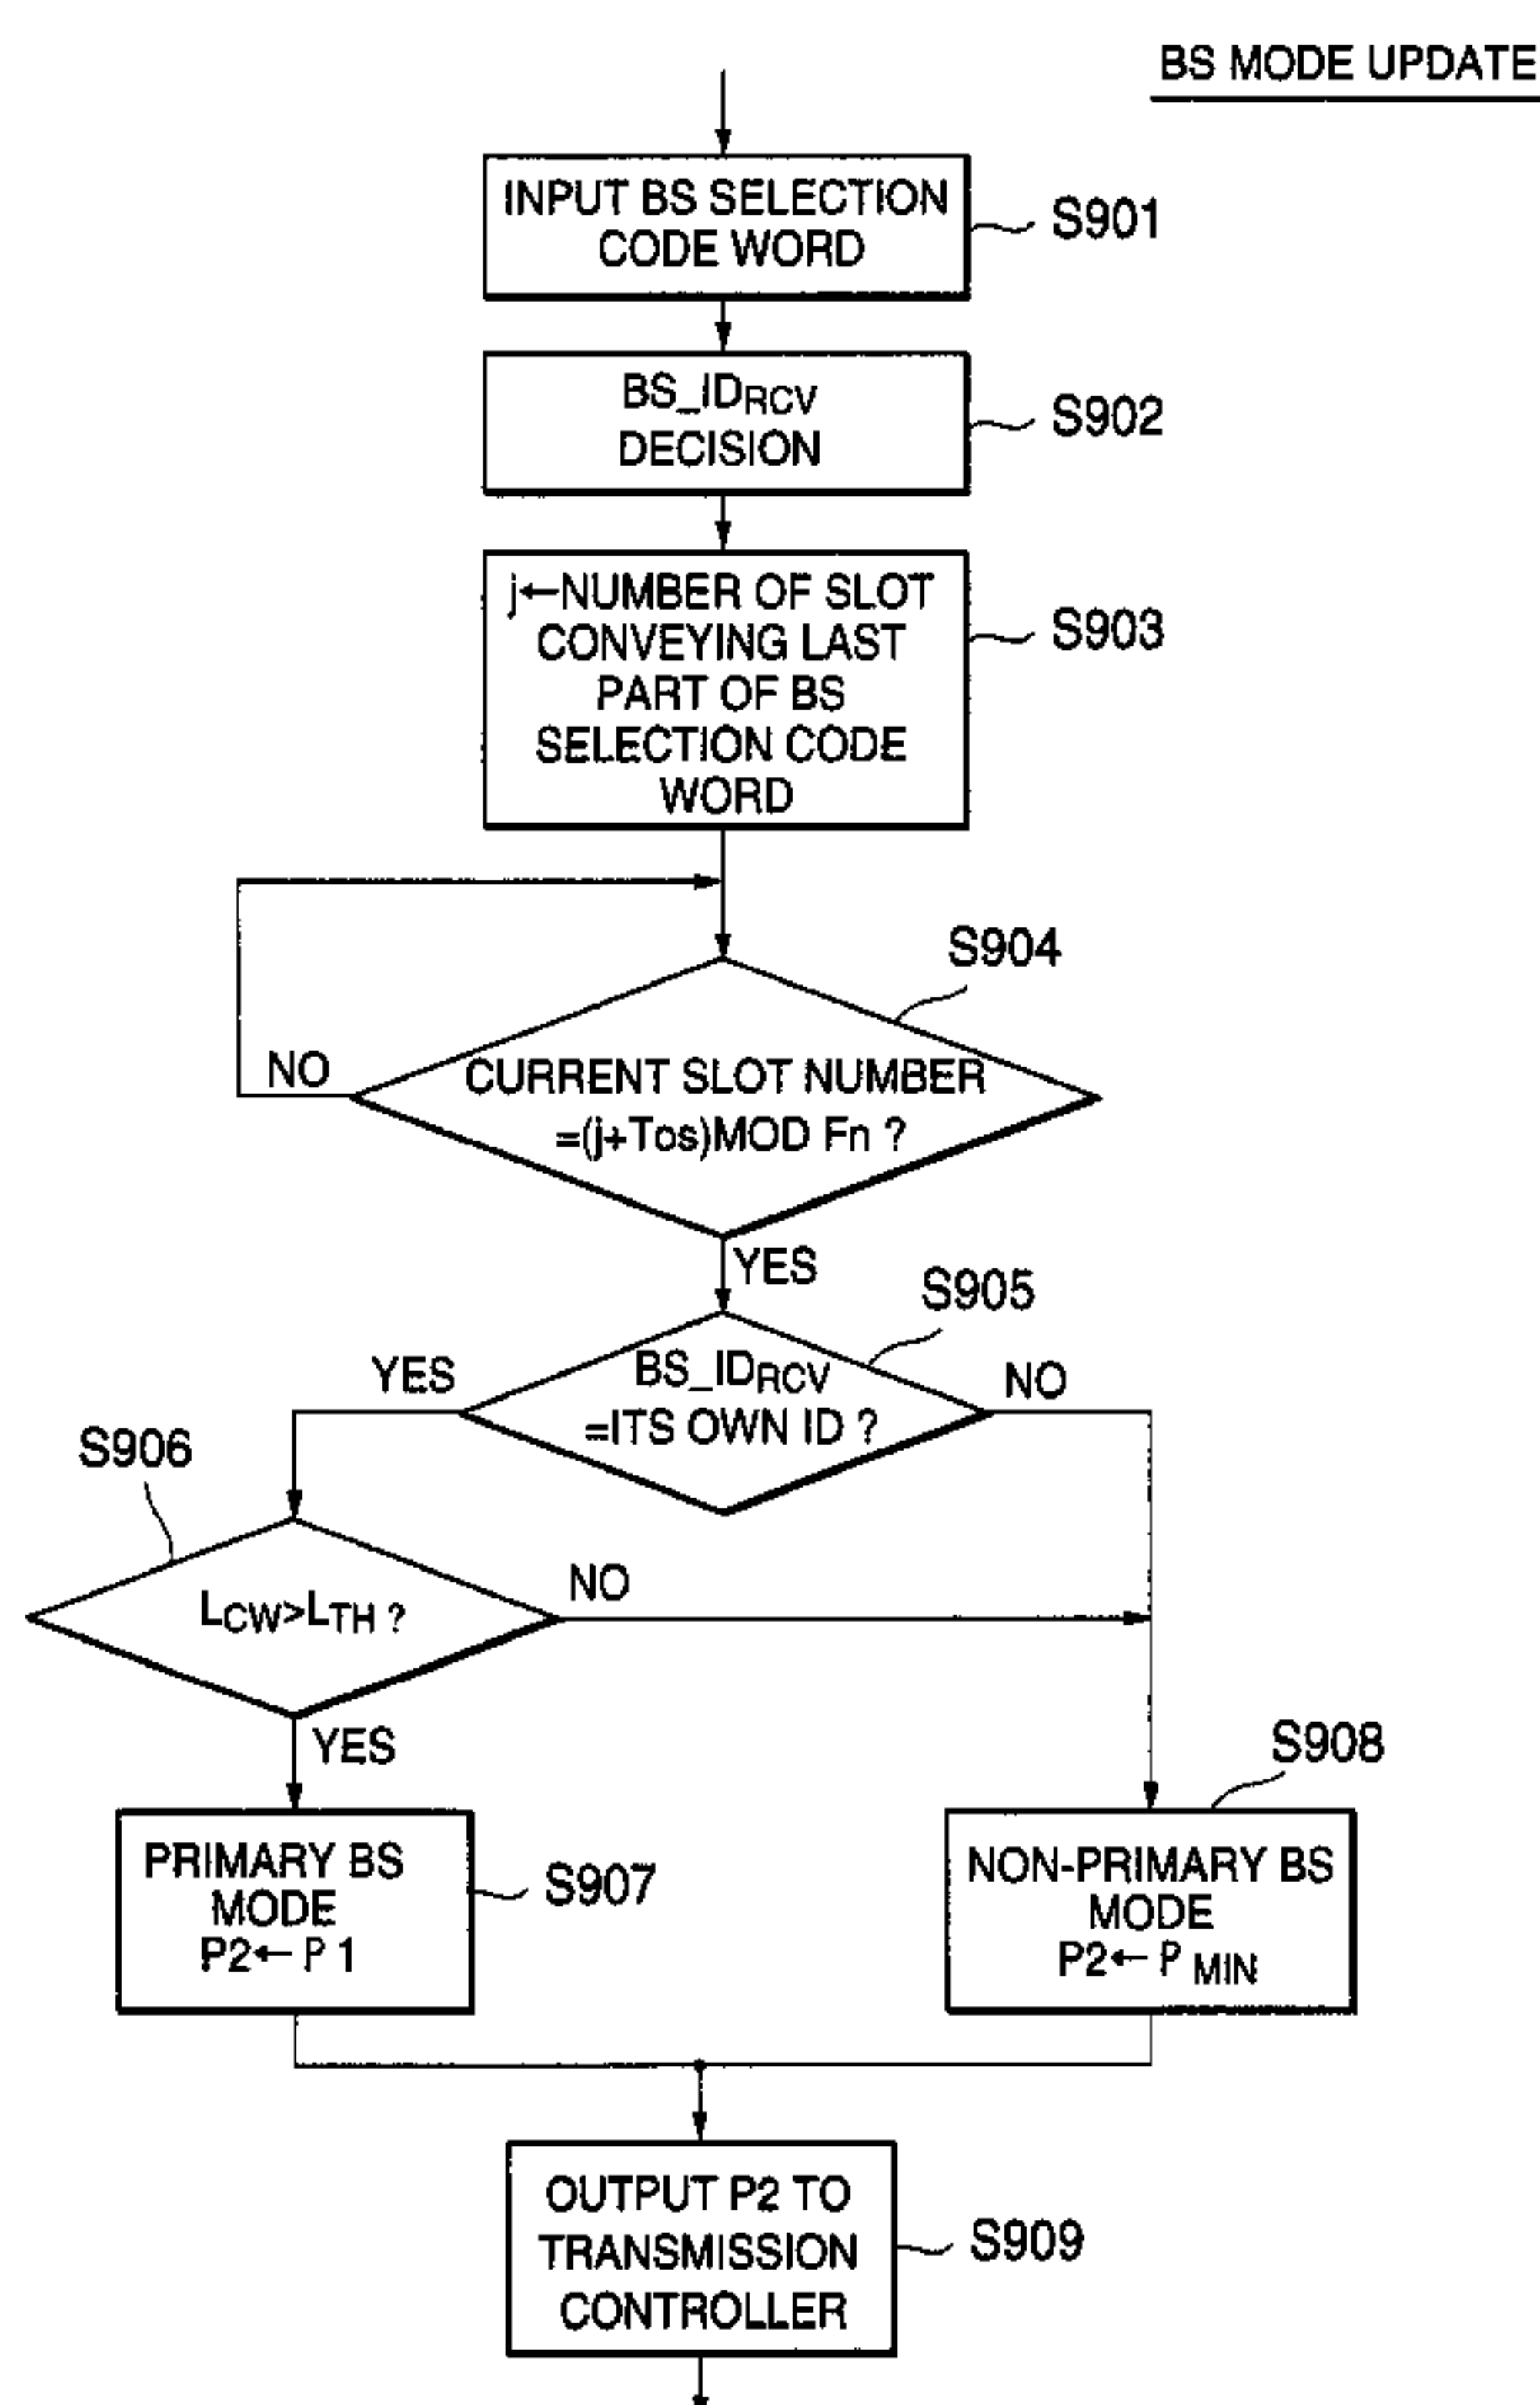 BS MODE UPDATE
INPUT BS SELECTION
CODE WORD
S901
BS_IDRCV
DECISION
S902
j←NUMBER OF SLOT
CONVEYING LAST
PART OF BS
SELECTION CODE
WORD
S903
S904
NO
CURRENT SLOT NUMBER
=(j+Tos)MOD Fn ?
YES
S905
YES
BS_IDRCV
=ITS OWN ID ?
NO
S906
LCW>LTH ?
NO
YES
S908
PRIMARY BS
MODE
P2← P 1
S907
NON-PRIMARY BS
MODE
P2← P MIN
OUTPUT P2 TO
TRANSMISSION
CONTROLLER
S909